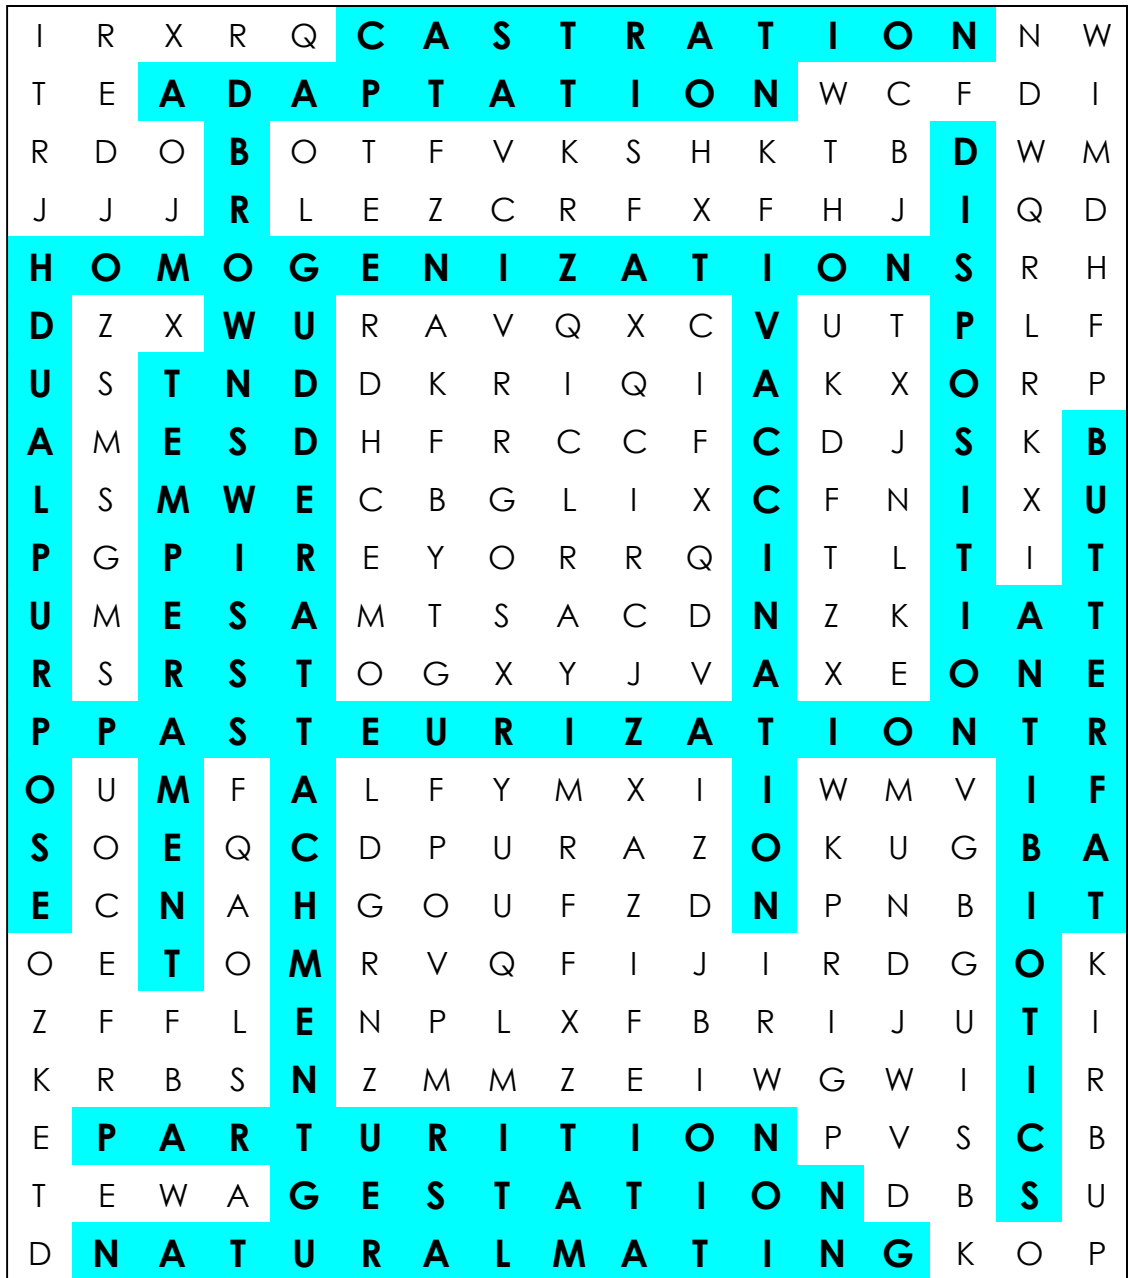 I R X R Q C A S T R A T I O N N W
T E A D A P T A T I O N W C F D I
R D O B O T F V K S H K T B D W M
J J J R L E Z C R F X F H J I Q D
H O M O G E N I Z A T I O N S R H
D Z X W U R A V Q X C V U T P L F
U S T N D D K R I Q I A K X O R P
A M E S D H F R C C F C D J S K B
L S M W E C B G L I X C F N I X U
P G P I R E Y O R R Q I T L T I T
U M E S A M T S A C D N Z K I A T
R S R S T O G X Y J V A X E O N E
P P A S T E U R I Z A T I O N T R
O U M F A L F Y M X I I W M V I F
S O E Q C D P U R A Z O K U G B A
E C N A H G O U F Z D N P N B I T
O E T O M R V Q F I J I R D G O K
Z F F L E N P L X F B R I J U T I
K R B S N Z M M Z E I W G W I I R
E P A R T U R I T I O N P V S C B
T E W A G E S T A T I O N D B S U
D N A T U R A L M A T I N G K O P